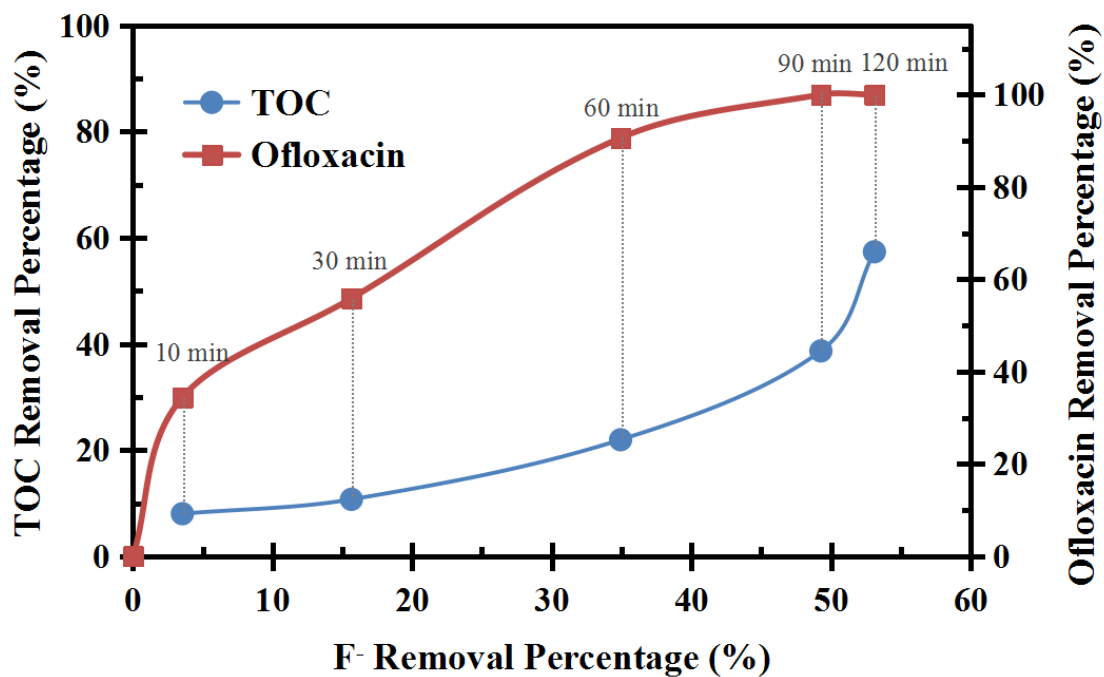 TOC Removal Percentage (%)
100
80
60
40
20
0
TOC
Ofloxacin
10 min
30 min
60 min
90 min
120 min
100
80
60
40
20
0
Ofloxacin Removal Percentage (%)
0
10
20
30
40
50
60
F- Removal Percentage (%)